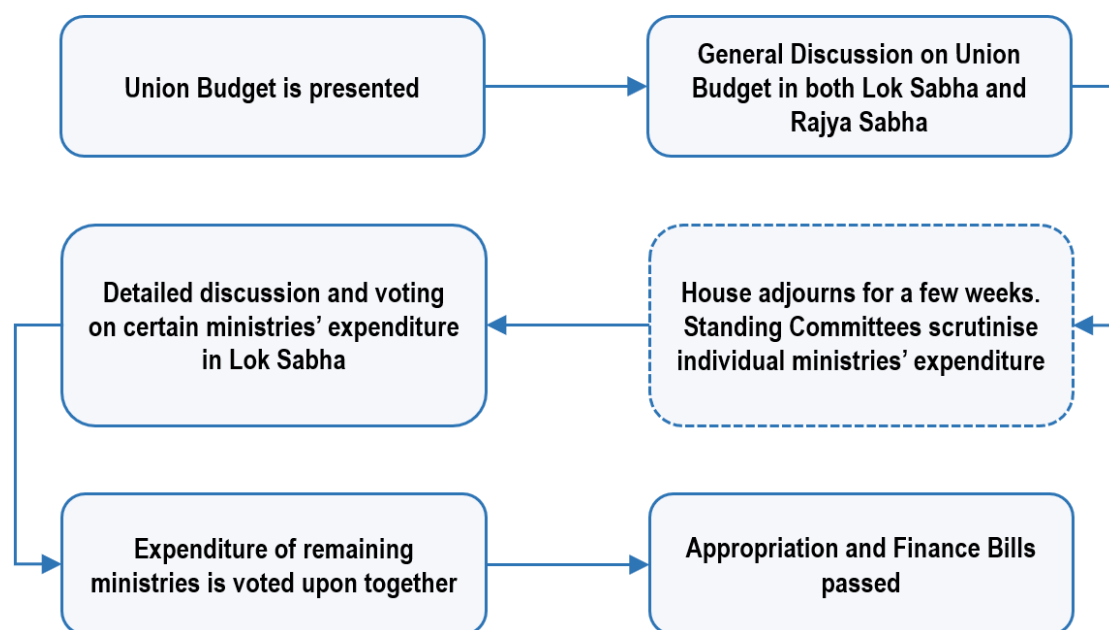 Union Budget is presented
General Discussion on Union
Budget in both Lok Sabha and
Rajya Sabha
House adjourns for a few weeks.
Standing Committees scrutinise
individual ministries’ expenditure
Detailed discussion and voting
on certain ministries’ expenditure
in Lok Sabha
Expenditure of remaining
ministries is voted upon together
Appropriation and Finance Bills
passed